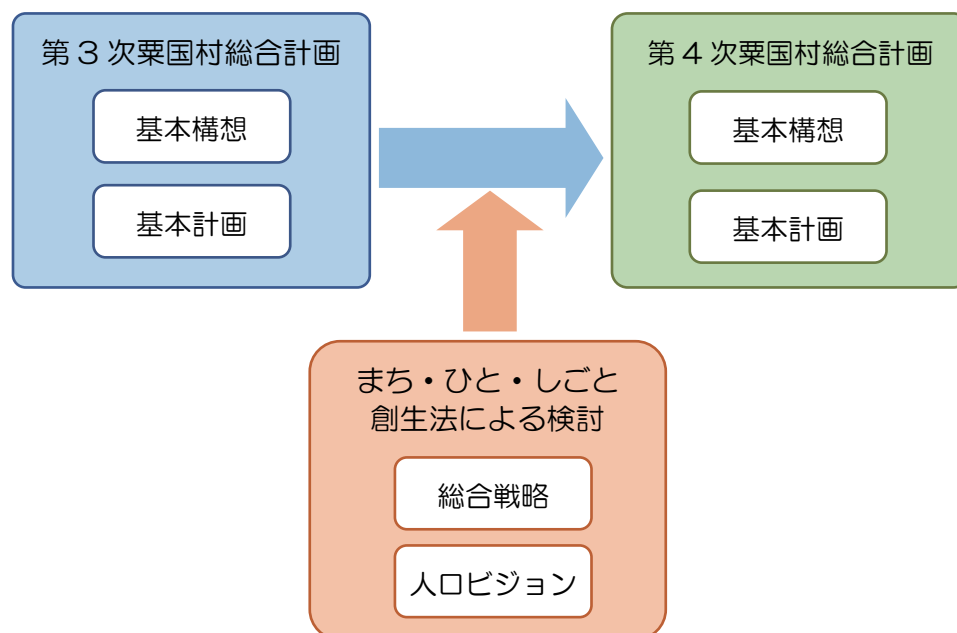 第3次粟国村総合計画
基本構想
基本計画
第4次粟国村総合計画
基本構想
基本計画
まち・ひと・しごと
創生法による検討
総合戦略
人口ビジョン